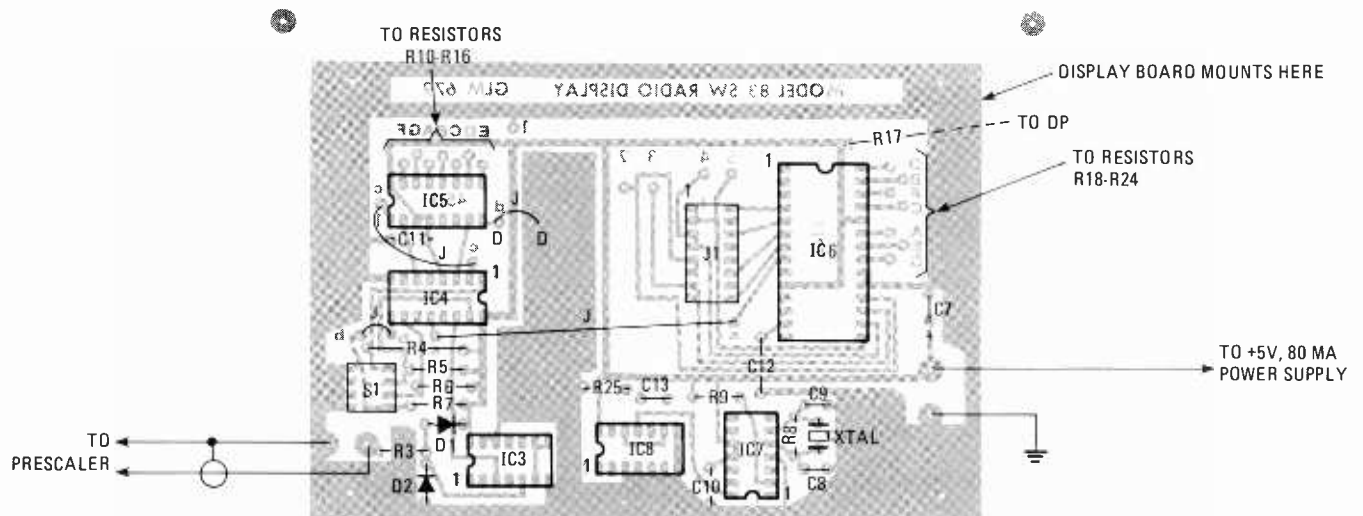 TO RESISTORS
R10-R16
DISPLAY BOARD MOUNTS HERE
MODEL 83 SW RADIO DISPLAY GLM
E D C G A G F
1
R17
TO DP
TO RESISTORS
R18-R24
7 3 4
1
c
IC5
d
J
D
D
J1
IC6
C11
J
c
1
IC4
J
C7
b
J
R4
C12
TO +5V, 80 MA
POWER SUPPLY
S1
R5
R6
R7
R25
C13
R9
C9
TO
PRESCALER
D
R3
IC3
IC8
IC7
R8
XTAL
D2
1
1
C10
1
C8